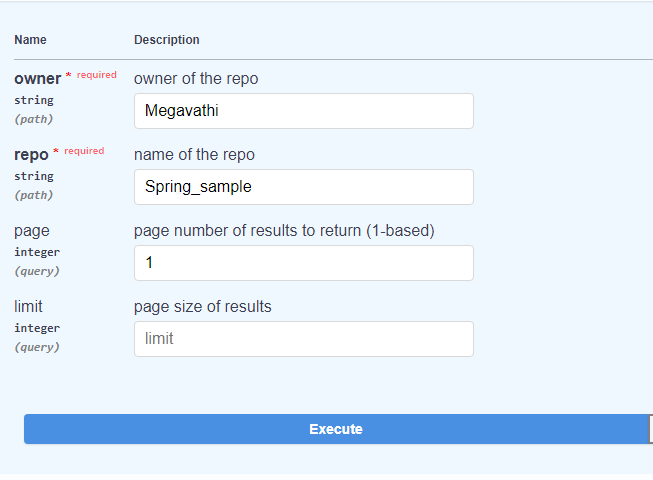 Name Description
owner * required owner of the repo
string
(path)
Megavathi
repo * required name of the repo
string
(path)
Spring_sample
page page number of results to return (1-based)
integer
(query)
1
limit page size of results
integer
(query)
limit
Execute